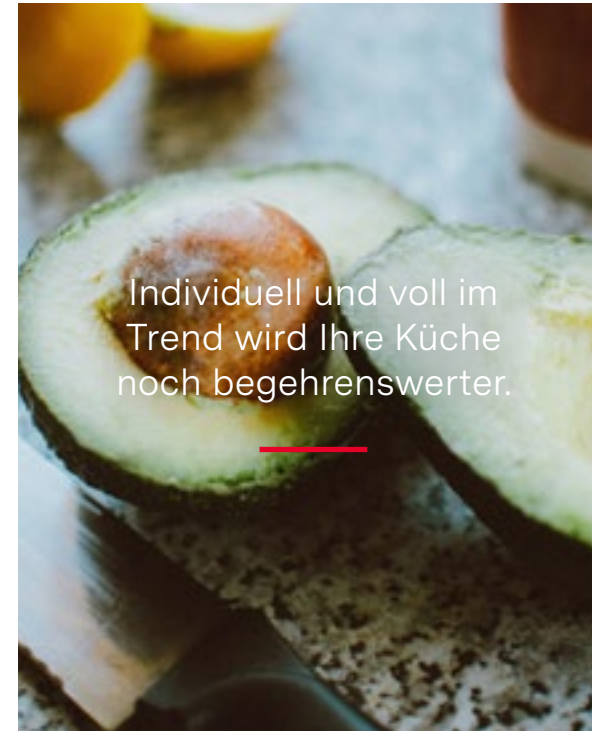 Individuell und voll im
Trend wird Ihre Küche
noch begehrenswerter.